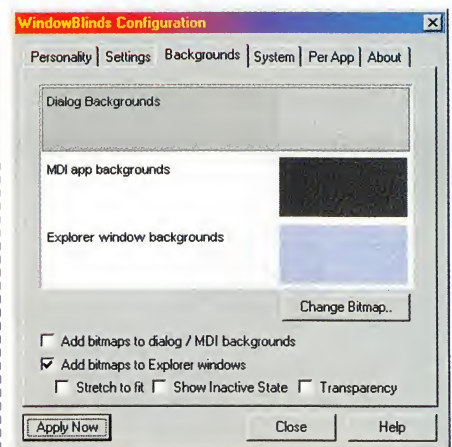 WindowBlinds Configuration
Personality Settings Backgrounds System Per App About
Dialog Backgrounds
MDI app backgrounds
Explorer window backgrounds
Change Bitmap..
Add bitmaps to dialog / MDI backgrounds
Add bitmaps to Explorer windows
Stretch to fit Show Inactive State Transparency
Apply Now Close Help